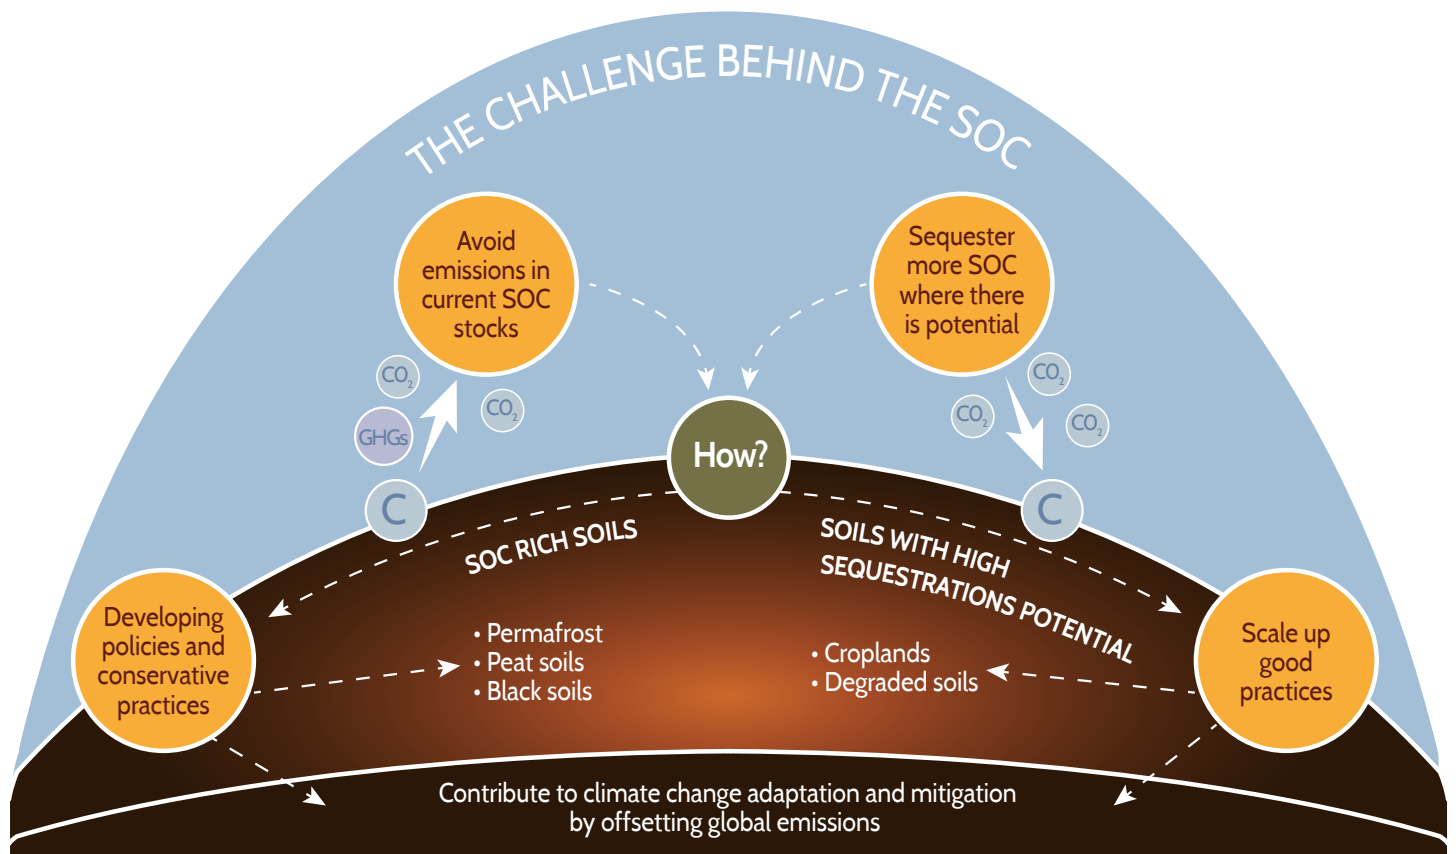 THE CHALLENGE BEHIND THE SOC
Avoid
emissions in
current SOC
stocks
Sequester
more SOC
where there
is potential
CO2
CO2
GHGs
C
CO2
CO2
CO2
C
How?
SOC RICH SOILS
SOILS WITH HIGH
SEQUESTRATIONS POTENTIAL
Developing
policies and
conservative
practices
• Permafrost
• Peat soils
• Black soils
• Croplands
• Degraded soils
Scale up
good
practices
Contribute to climate change adaptation and mitigation
by offsetting global emissions